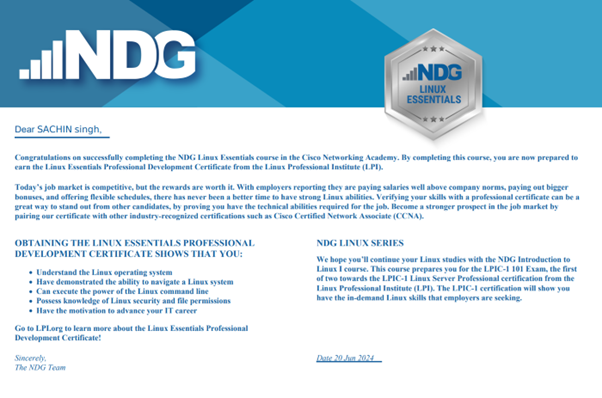 NDG
NDG
LINUX
ESSENTIALS
Dear SACHIN singh,
Congratulations on successfully completing the NDG Linux Essentials course in the Cisco Networking Academy. By completing this course, you are now prepared to
earn the Linux Essentials Professional Development Certificate from the Linux Professional Institute (LPI).
Today's job market is competitive, but the rewards are worth it. With employers reporting they are paying salaries well above company norms, paying out bigger
bonuses, and offering flexible schedules, there has never been a better time to have strong Linux abilities. Verifying your skills with a professional certificate can be a
great way to stand out from other candidates, by proving you have the technical abilities required for the job. Become a stronger prospect in the job market by
pairing our certificate with other industry-recognized certifications such as Cisco Certified Network Associate (CCNA).
OBTAINING THE LINUX ESSENTIALS PROFESSIONAL
DEVELOPMENT CERTIFICATE SHOWS THAT YOU:
• Understand the Linux operating system
• Have demonstrated the ability to navigate a Linux system
• Can execute the power of the Linux command line
• Possess knowledge of Linux security and file permissions
• Have the motivation to advance your IT career
Go to LPI.org to learn more about the Linux Essentials Professional
Development Certificate!
Sincerely,
The NDG Team
NDG LINUX SERIES
We hope you'll continue your Linux studies with the NDG Introduction to
Linux I course. This course prepares you for the LPIC-1 101 Exam, the first
of two towards the LPIC-1 Linux Server Professional certification from the
Linux Professional Institute (LPI). The LPIC-1 certification will show you
have the in-demand Linux skills that employers are seeking.
Date 20 Jun 2024